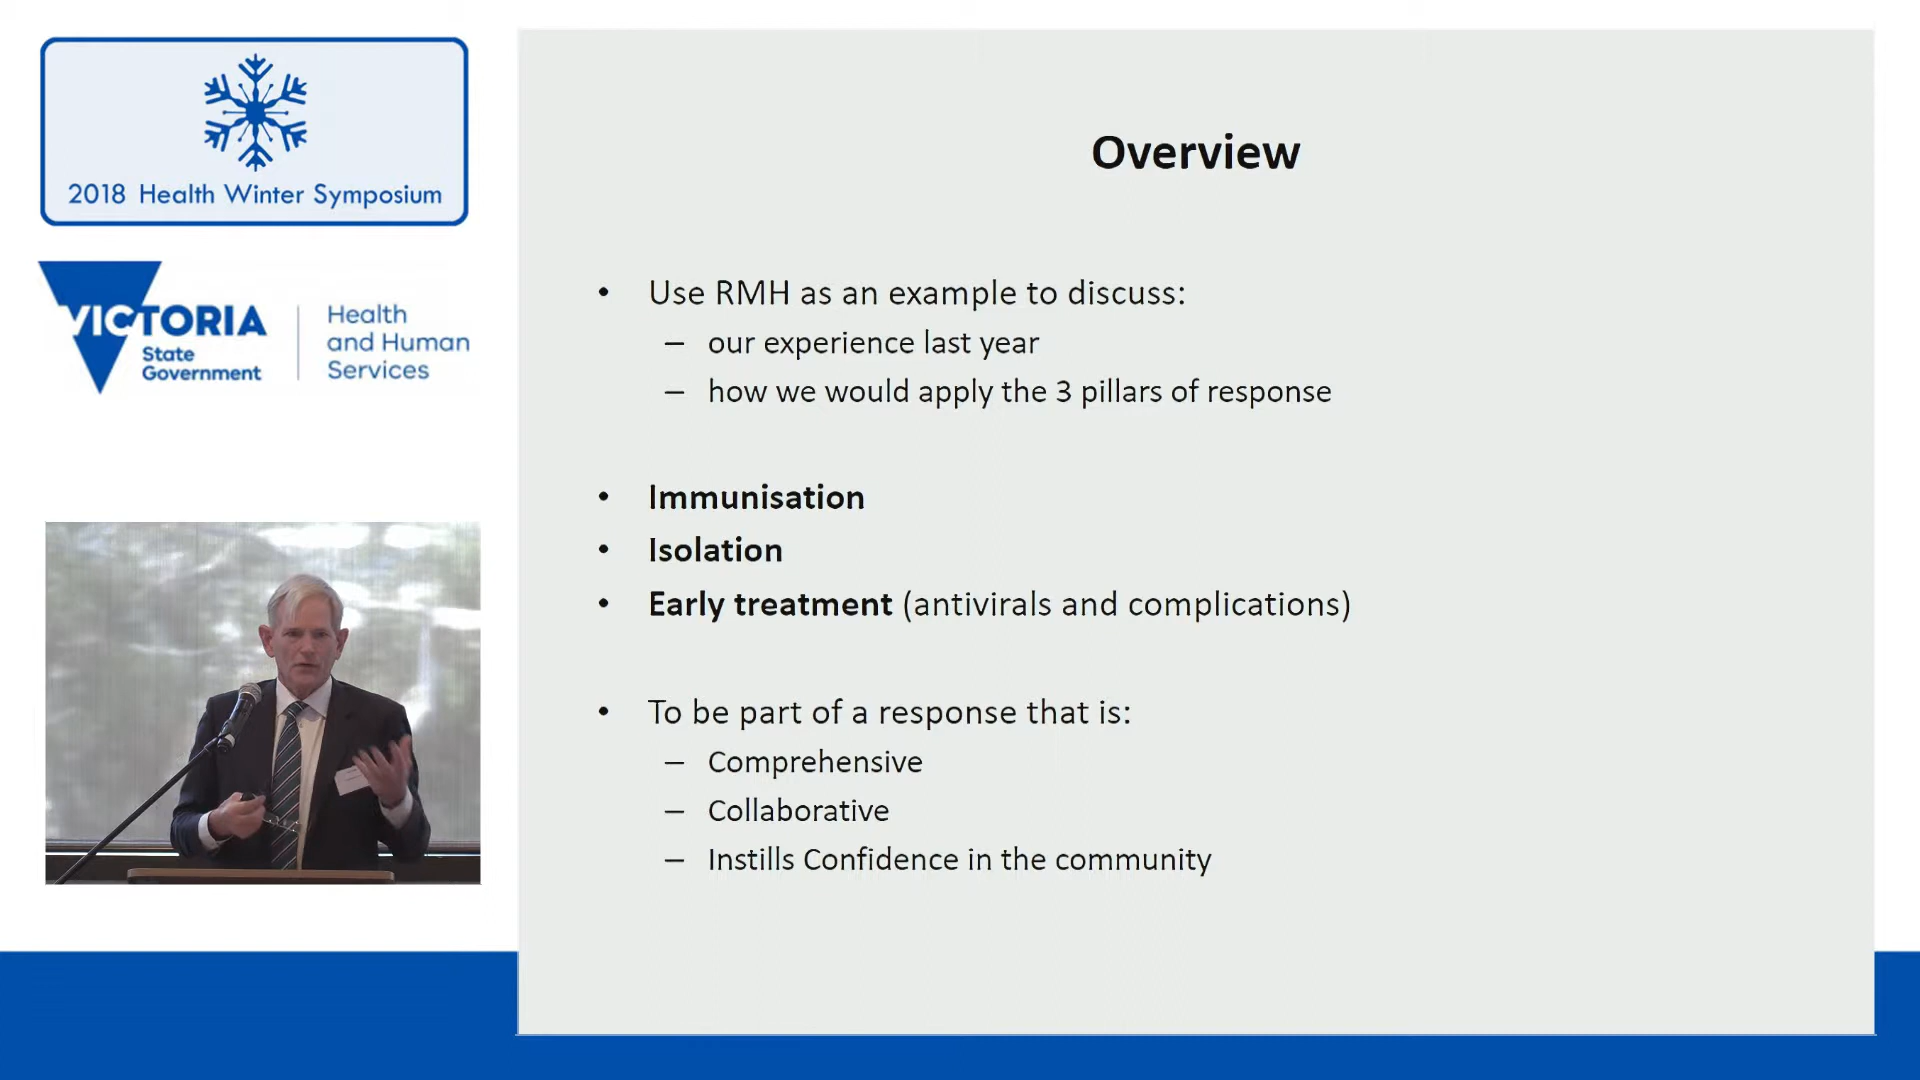 2018 Health Winter Symposium
VICTORIA
State
Government
Health
and Human
Services
Overview
• Use RMH as an example to discuss:
– our experience last year
– how we would apply the 3 pillars of response
• Immunisation
• Isolation
• Early treatment (antivirals and complications)
• To be part of a response that is:
– Comprehensive
– Collaborative
– Instills Confidence in the community